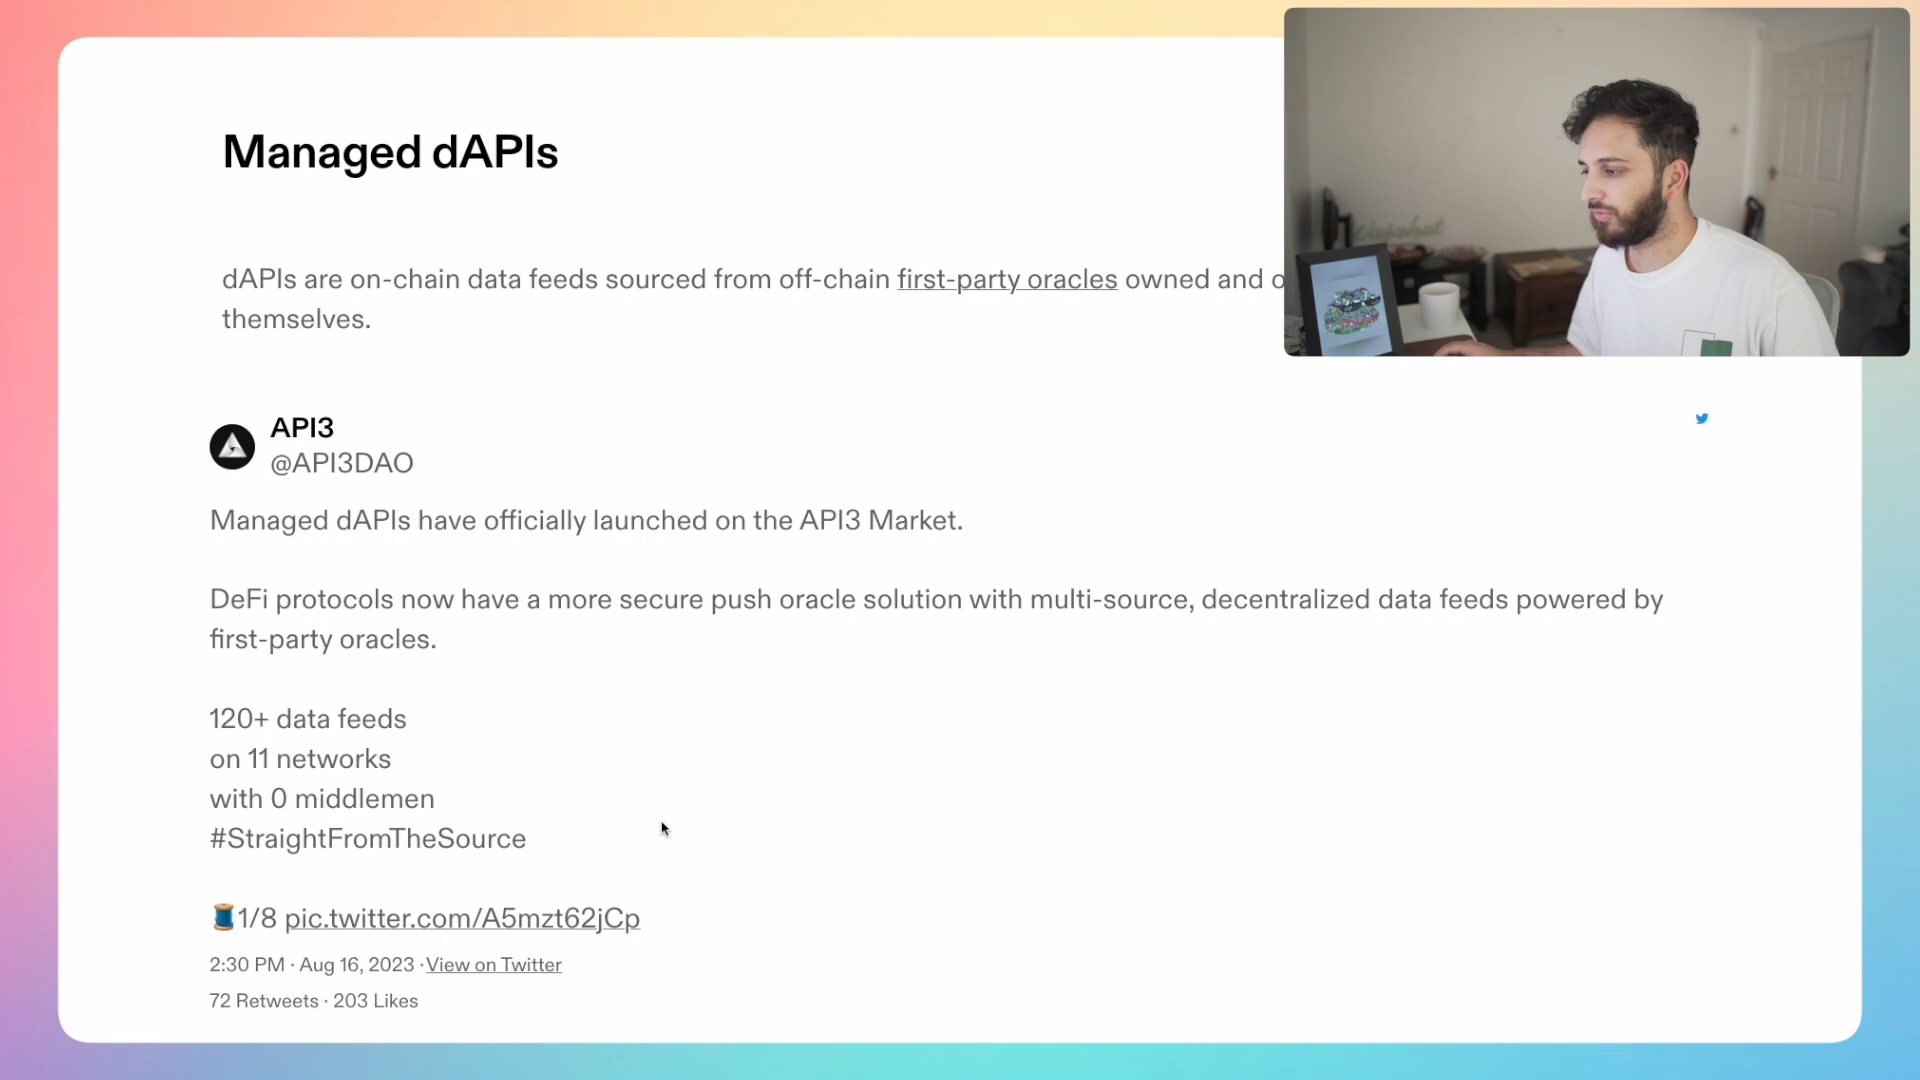 Managed dAPIs
dAPIs are on-chain data feeds sourced from off-chain first-party oracles owned and
themselves.
API3
@API3DAO
Managed dAPIs have officially launched on the API3 Market.
DeFi protocols now have a more secure push oracle solution with multi-source, decentralized data feeds powered by
first-party oracles.
120+ data feeds
on 11 networks
with 0 middlemen
#StraightFromTheSource
🧵1/8 pic.twitter.com/A5mzt62jCp
2:30 PM · Aug 16, 2023 · View on Twitter
72 Retweets · 203 Likes